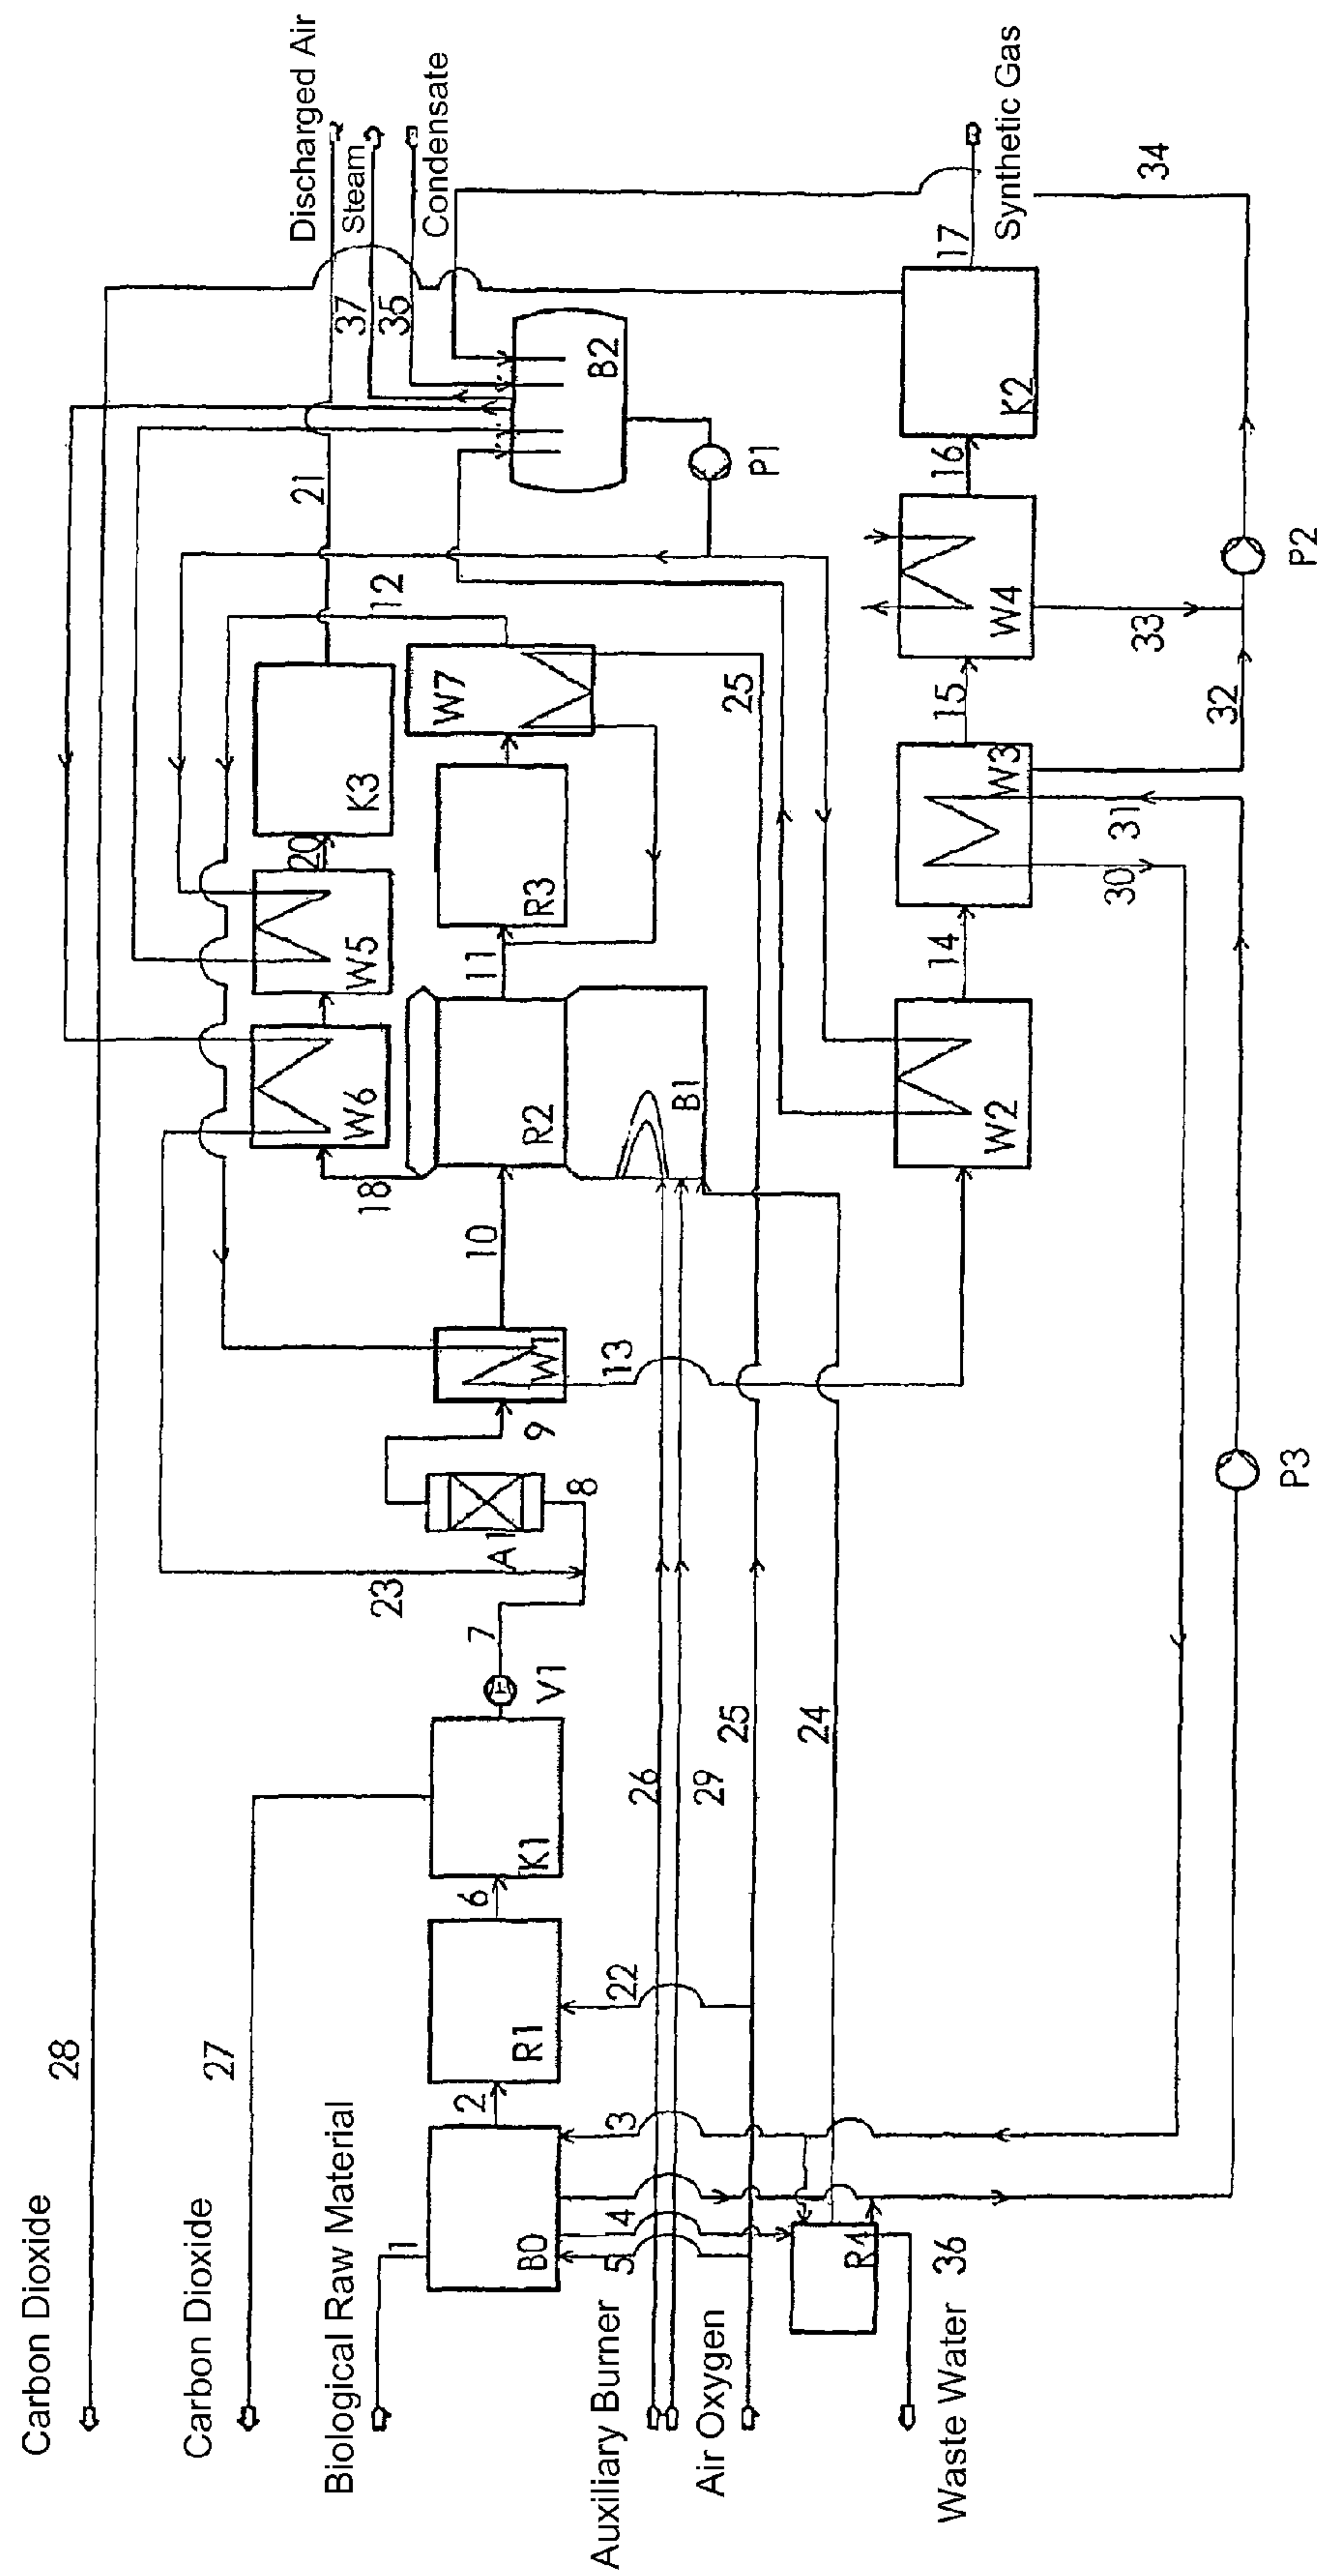 Carbon Dioxide
28
Carbon Dioxide
27
Discharged Air
20
21
Biological Raw Material
37
Steam
W6
W5
K3
35
1
23
18
12
Condensate
W7
2
6
7
10
11
A1
B0
R1
K1
V1
9
W1
R2
R3
8
B2
Auxiliary Burner
5
4
3
22
13
26
B1
Air Oxygen
29
25
25
P1
24
R4
Waste Water 36
14
15
16
17
W2
W3
W4
K2
Synthetic Gas
30
31
33
34
32
P3
P2